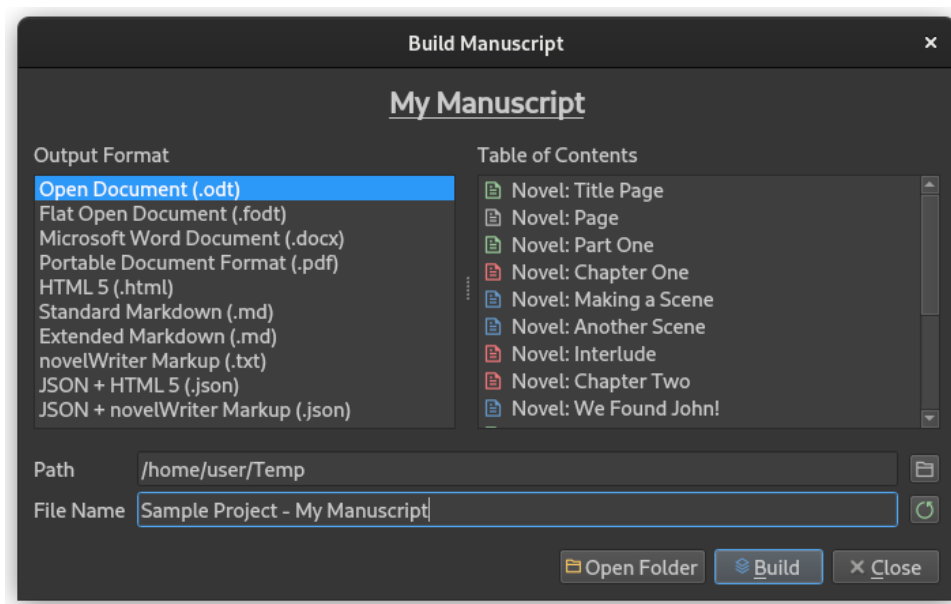 Build Manuscript
My Manuscript
Output Format
Open Document (.odt)
Flat Open Document (.fodt)
Microsoft Word Document (.docx)
Portable Document Format (.pdf)
HTML 5 (.html)
Standard Markdown (.md)
Extended Markdown (.md)
novelWriter Markup (.txt)
JSON + HTML 5 (.json)
JSON + novelWriter Markup (.json)
Table of Contents
Novel: Title Page
Novel: Page
Novel: Part One
Novel: Chapter One
Novel: Making a Scene
Novel: Another Scene
Novel: Interlude
Novel: Chapter Two
Novel: We Found John!
Path /home/user/Temp
File Name Sample Project - My Manuscript
Open Folder Build Close